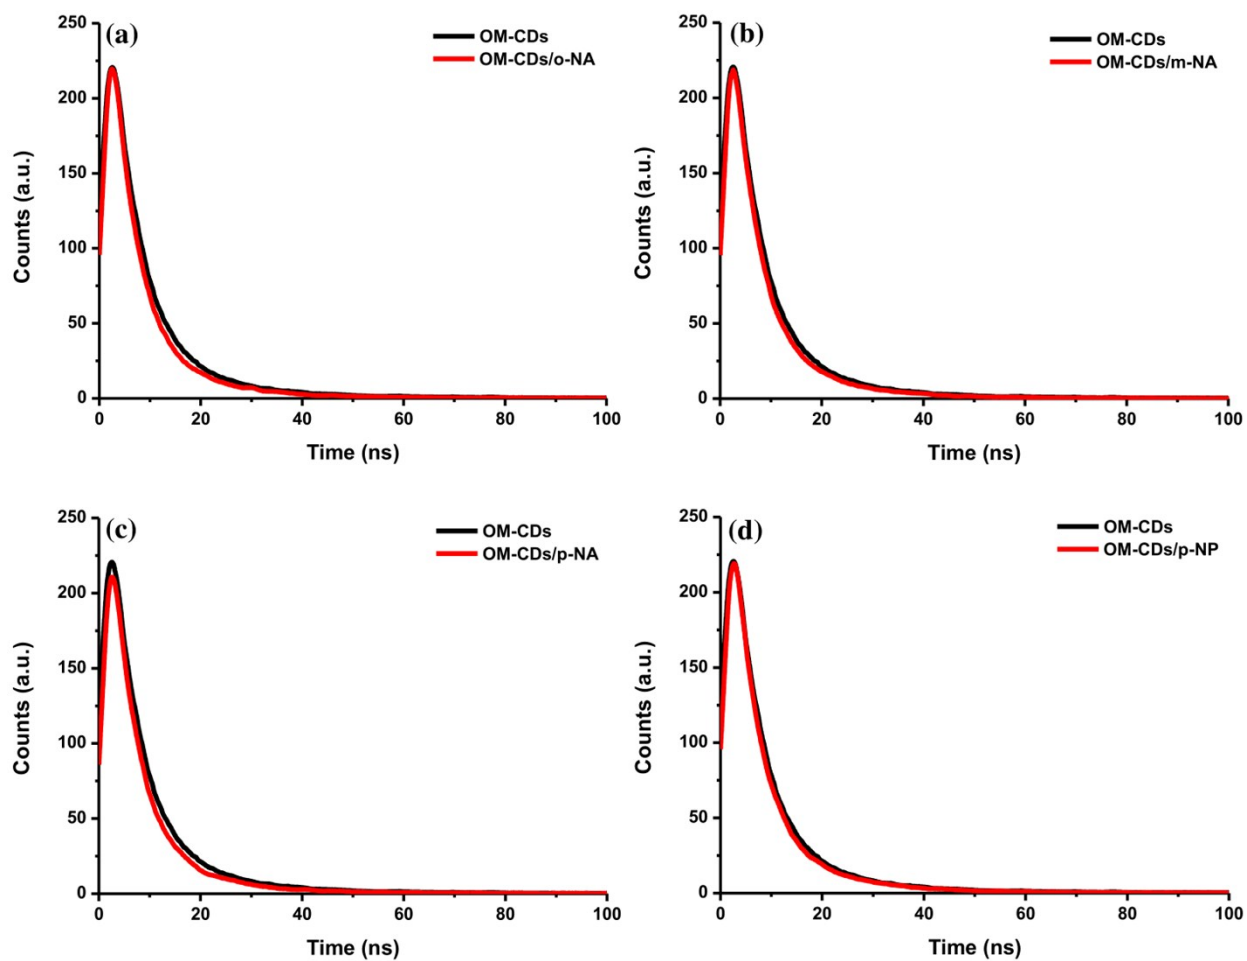 (a)
OM-CDs
OM-CDs/o-NA
250
200
150
100
50
0
Counts (a.u.)
0 20 40 60 80 100
Time (ns)
(b)
OM-CDs
OM-CDs/m-NA
250
200
150
100
50
0
Counts (a.u.)
0 20 40 60 80 100
Time (ns)
(c)
OM-CDs
OM-CDs/p-NA
250
200
150
100
50
0
Counts (a.u.)
0 20 40 60 80 100
Time (ns)
(d)
OM-CDs
OM-CDs/p-NP
250
200
150
100
50
0
Counts (a.u.)
0 20 40 60 80 100
Time (ns)